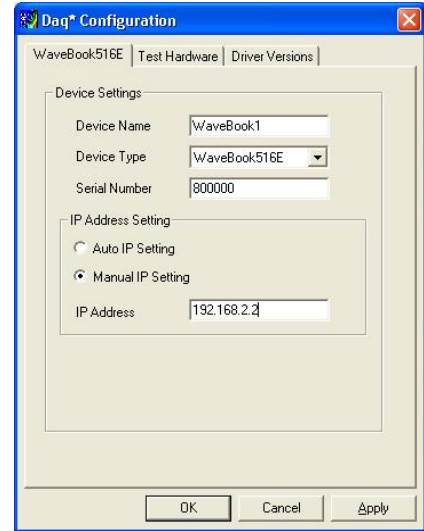 Daq* Configuration
WaveBook516E Test Hardware Driver Versions
Device Settings
Device Name WaveBook1
Device Type WaveBook516E
Serial Number 800000
IP Address Setting
Auto IP Setting
Manual IP Setting
IP Address 192.168.2.2
OK Cancel Apply